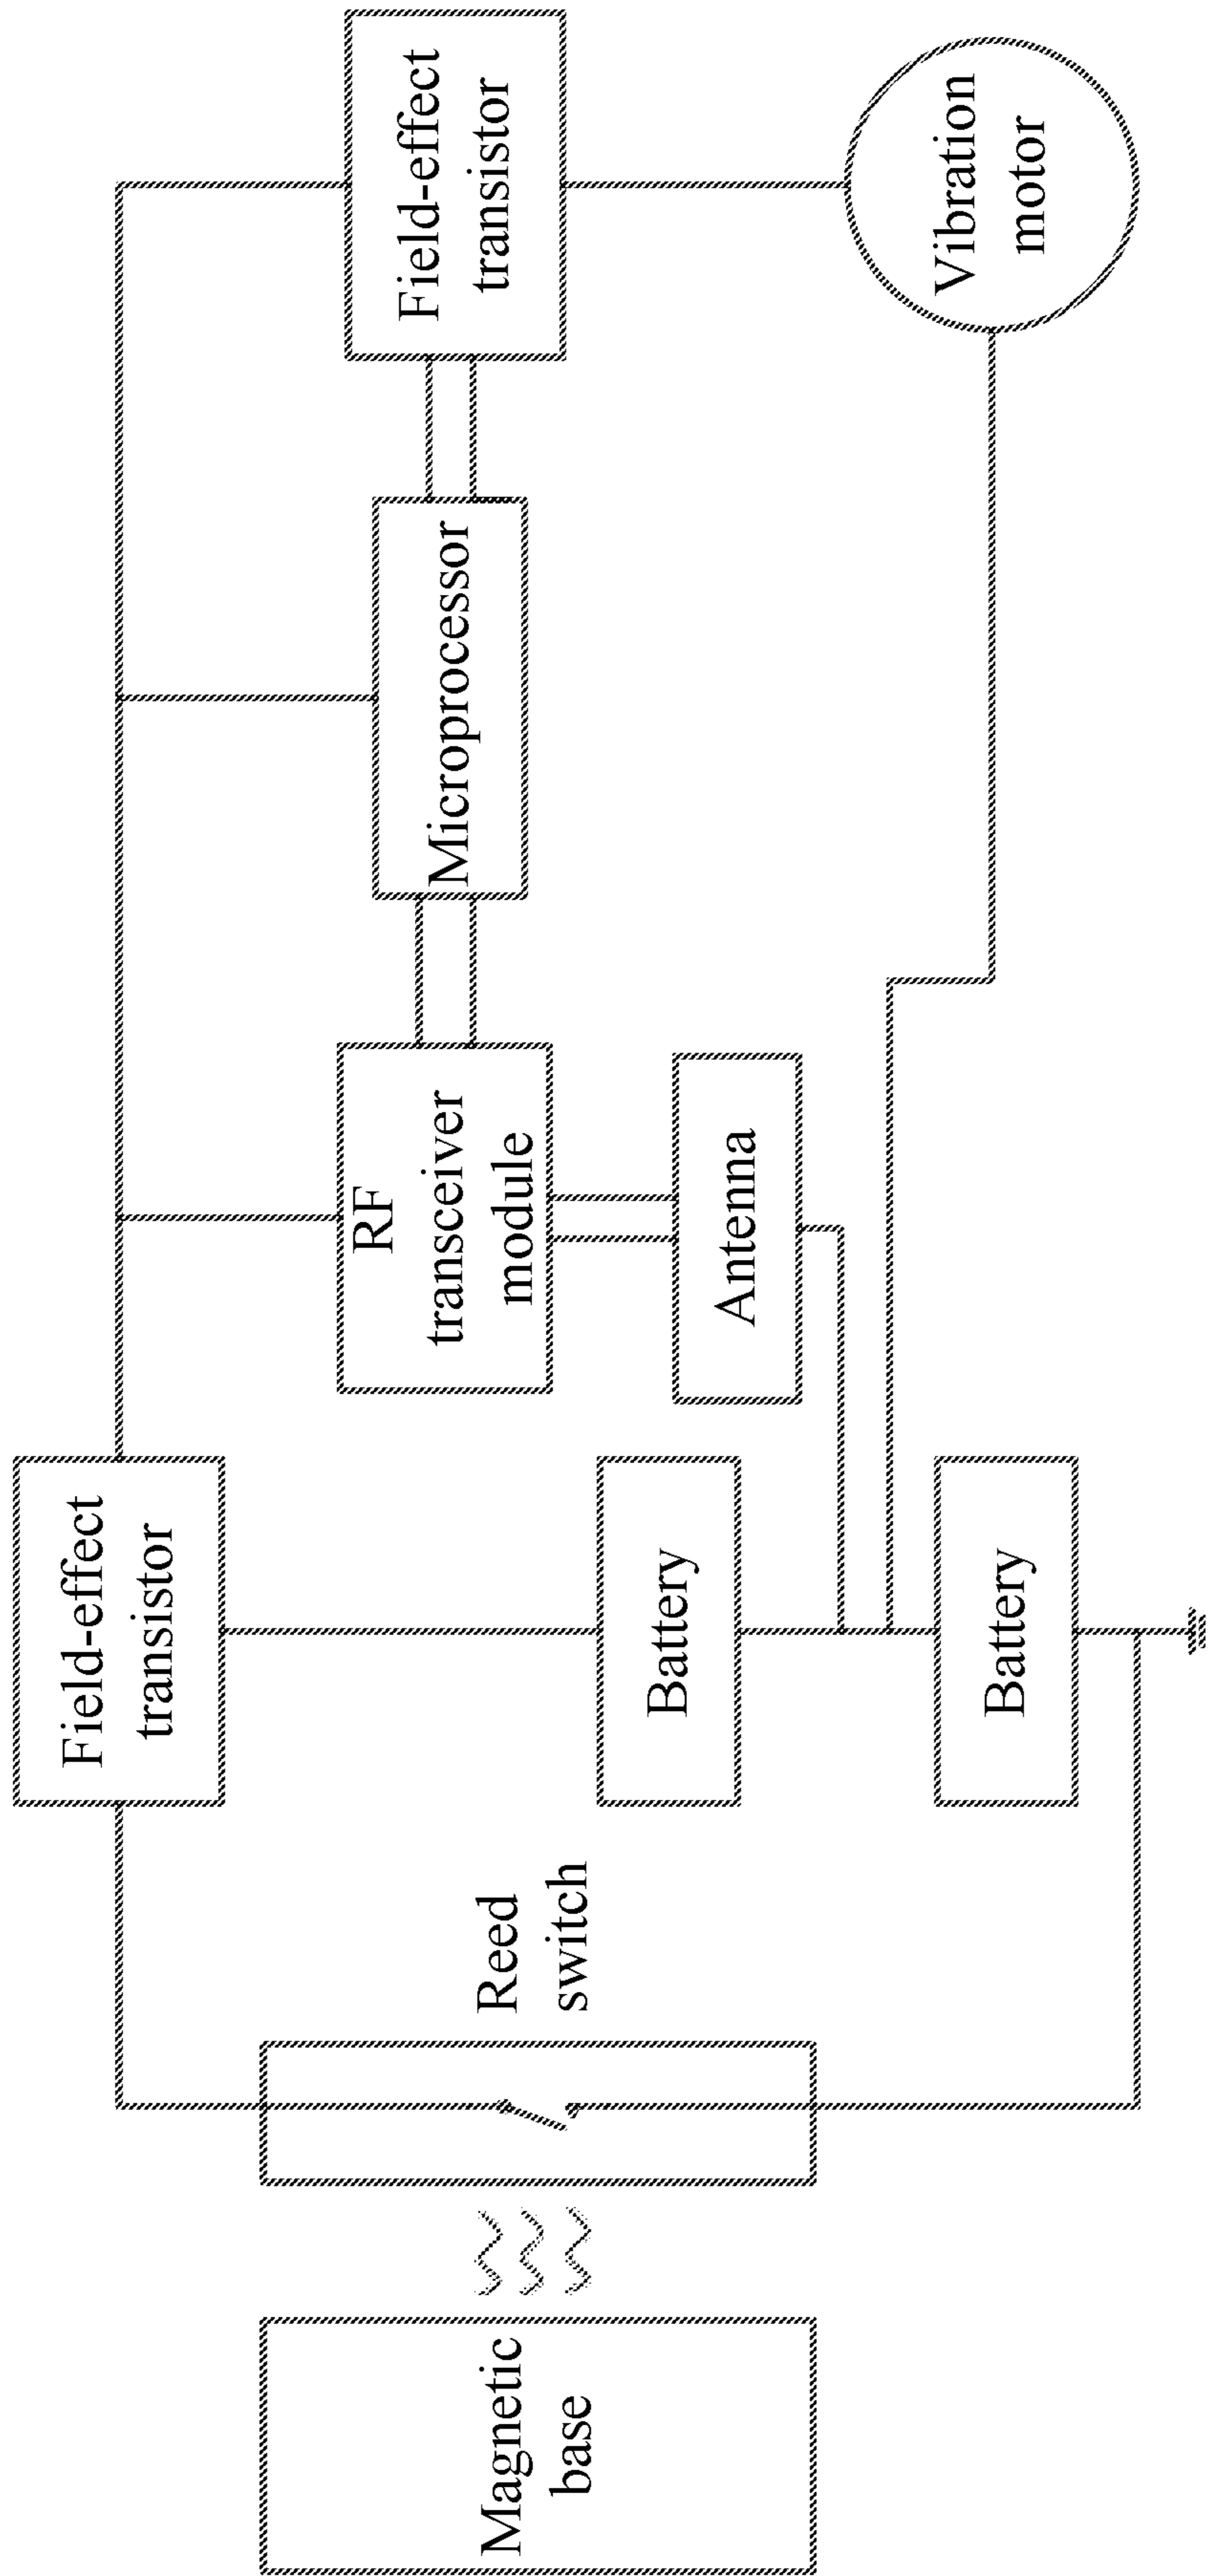 Magnetic
base
Reed
switch
Field-effect
transistor
Battery
Battery
RF
transceiver
module
Antenna
Microprocessor
Field-effect
transistor
Vibration
motor